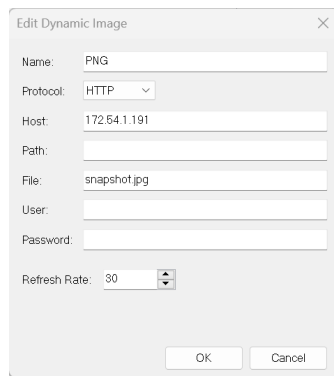 Edit Dynamic Image
Name: PNG
Protocol: HTTP
Host: 172.54.1.191
Path:
File: snapshot.jpg
User:
Password:
Refresh Rate: 30
OK Cancel